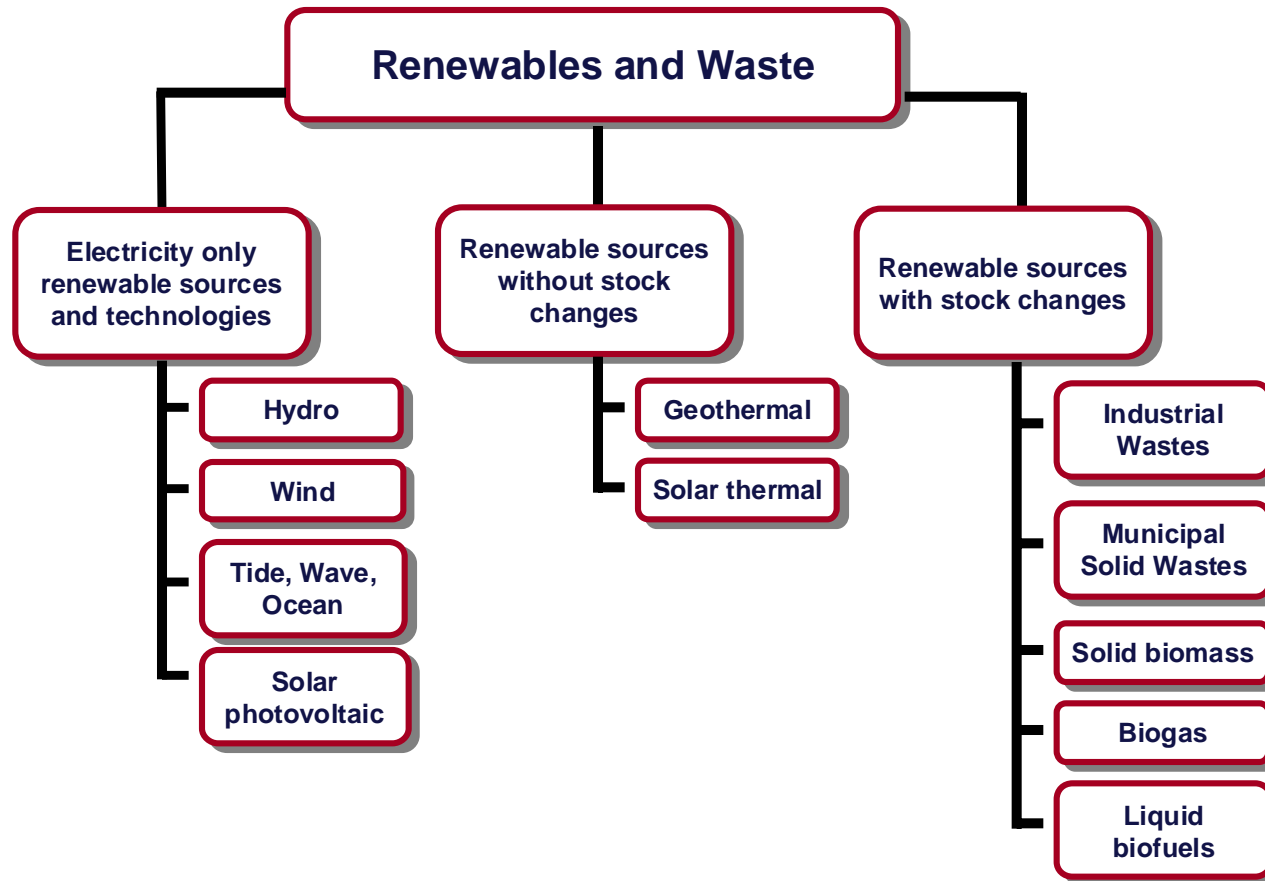 Renewables and Waste
Electricity only
renewable sources
and technologies
Hydro
Wind
Tide, Wave,
Ocean
Solar
photovoltaic
Renewable sources
without stock
changes
Geothermal
Solar thermal
Renewable sources
with stock changes
Industrial
Wastes
Municipal
Solid Wastes
Solid biomass
Biogas
Liquid
biofuels